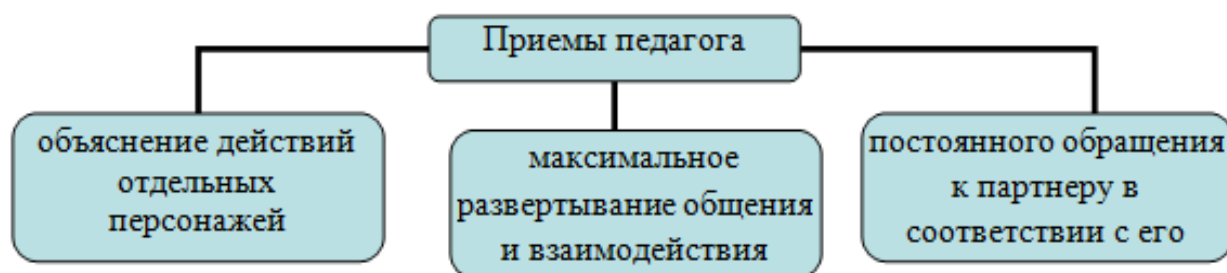 Приемы педагога
объяснение действий
отдельных
персонажей
максимальное
развертывание общения
и взаимодействия
постоянного обращения
к партнеру в
соответствии с его